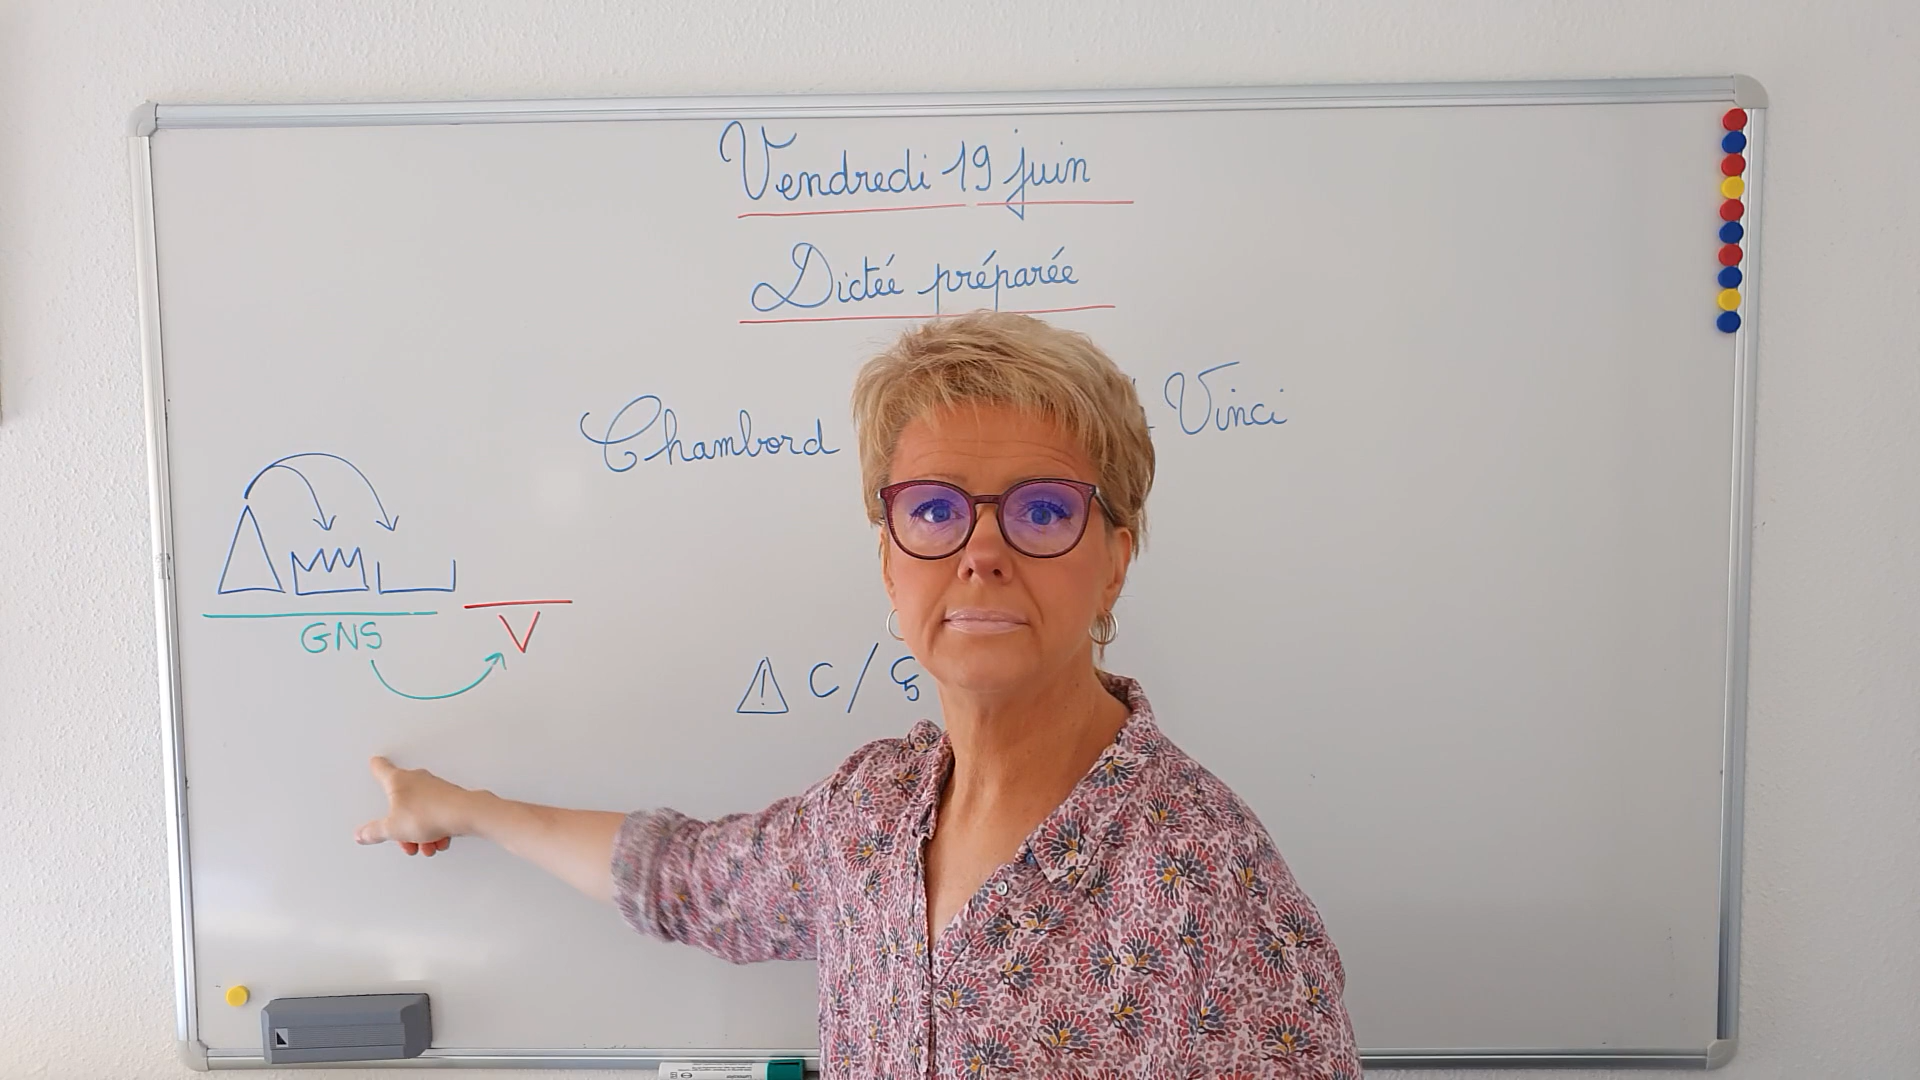 Vendredi 19 juin
Dictée préparée
Chambord Vinci
GNS V
! C / Ç